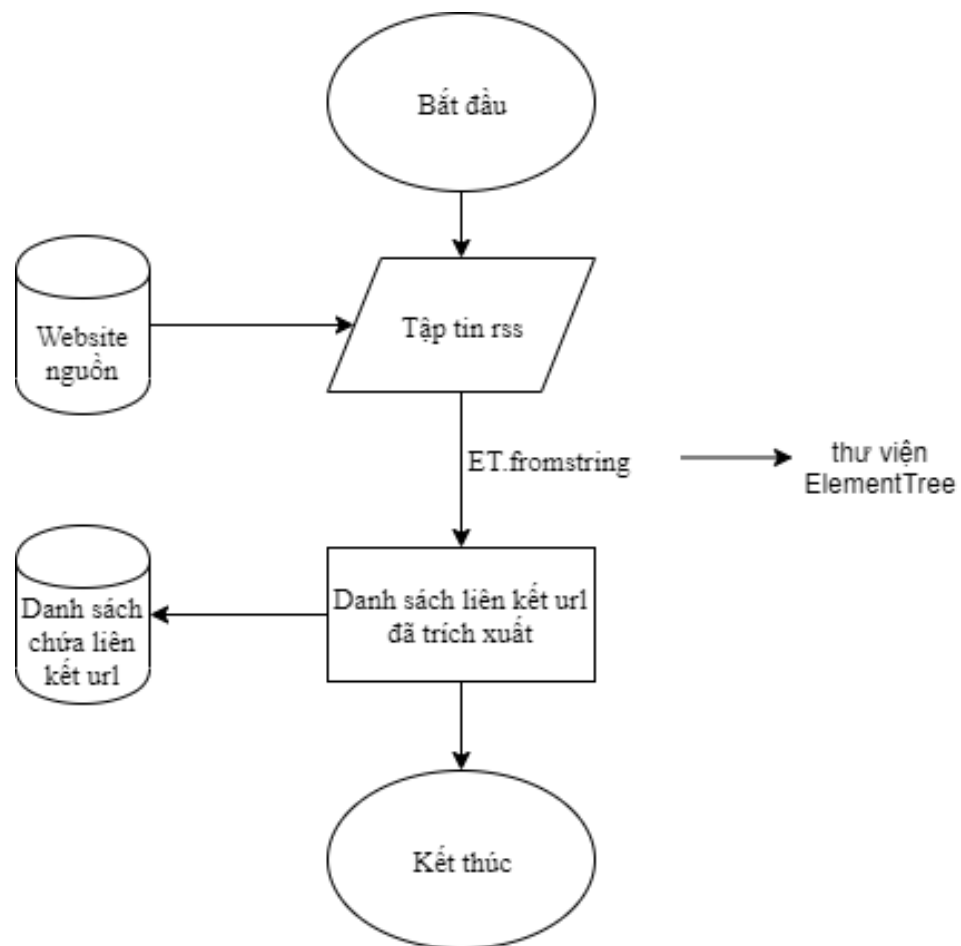 Bắt đầu
Website
nguồn
Tập tin rss
ET.fromstring
thư viện
ElementTree
Danh sách
chứa liên
kết url
Danh sách liên kết url
đã trích xuất
Kết thúc